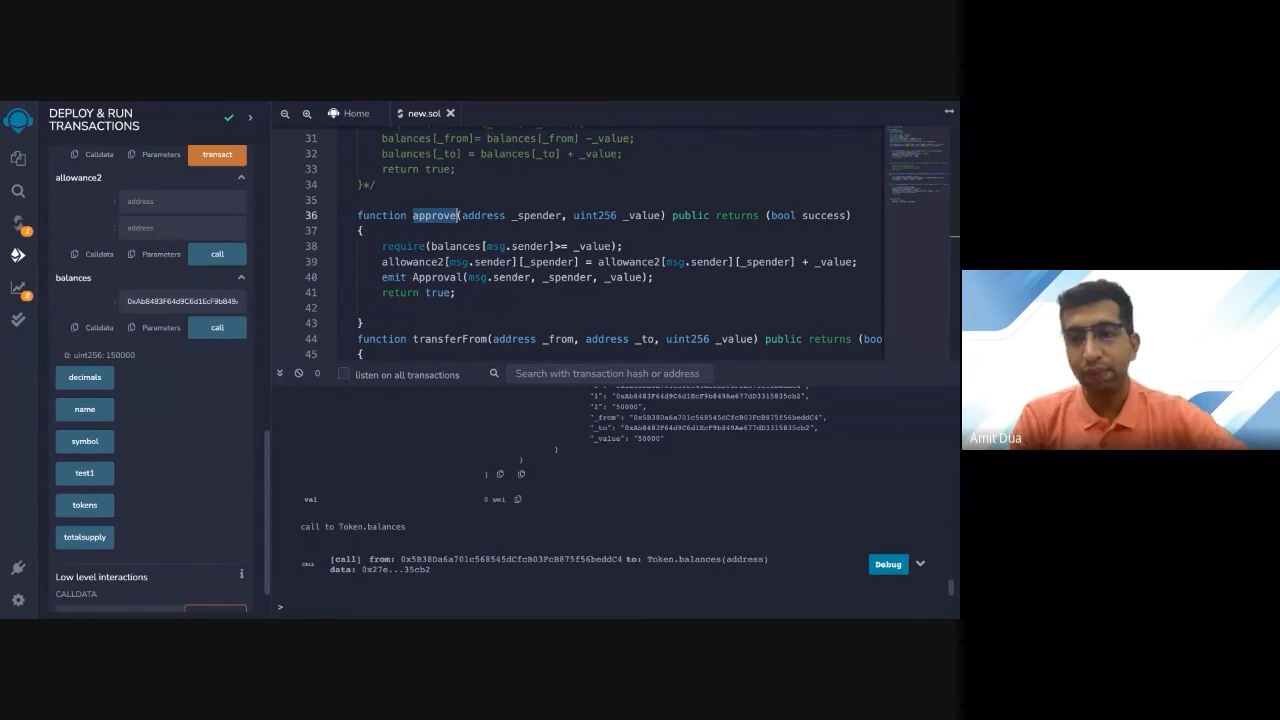 DEPLOY & RUN
TRANSACTIONS
Calldata Parameters transact
allowance2
: address
: address
Calldata Parameters call
balances
: 0xAb8483F64d9C6d1EcF9b849
Calldata Parameters call
0: uint256: 150000
decimals
name
symbol
test1
tokens
totalsupply
Low level interactions i
CALLDATA
Home new.sol
31 balances[_from]= balances[_from] -_value;
32 balances[_to] = balances[_to] + _value;
33 return true;
34 }*/
35
36 function approve(address _spender, uint256 _value) public returns (bool success)
37 {
38 require(balances[msg.sender]>= _value);
39 allowance2[msg.sender][_spender] = allowance2[msg.sender][_spender] + _value;
40 emit Approval(msg.sender, _spender, _value);
41 return true;
42
43 }
44 function transferFrom(address _from, address _to, uint256 _value) public returns (boo
45 {
0 listen on all transactions Search with transaction hash or address
"1": "0xAb8483F64d9C6d1EcF9b849Ae677dD3315835cb2",
"2": "50000",
"_from": "0x5B38Da6a701c568545dCfcB03FcB875f56beddC4",
"_to": "0xAb8483F64d9C6d1EcF9b849Ae677dD3315835cb2",
"_value": "50000"
}
}
]
val 0 wei
call to Token.balances
CALL [call] from: 0x5B38Da6a701c568545dCfcB03FcB875f56beddC4 to: Token.balances(address)
data: 0x27e...35cb2
Debug
>
Amit Dua